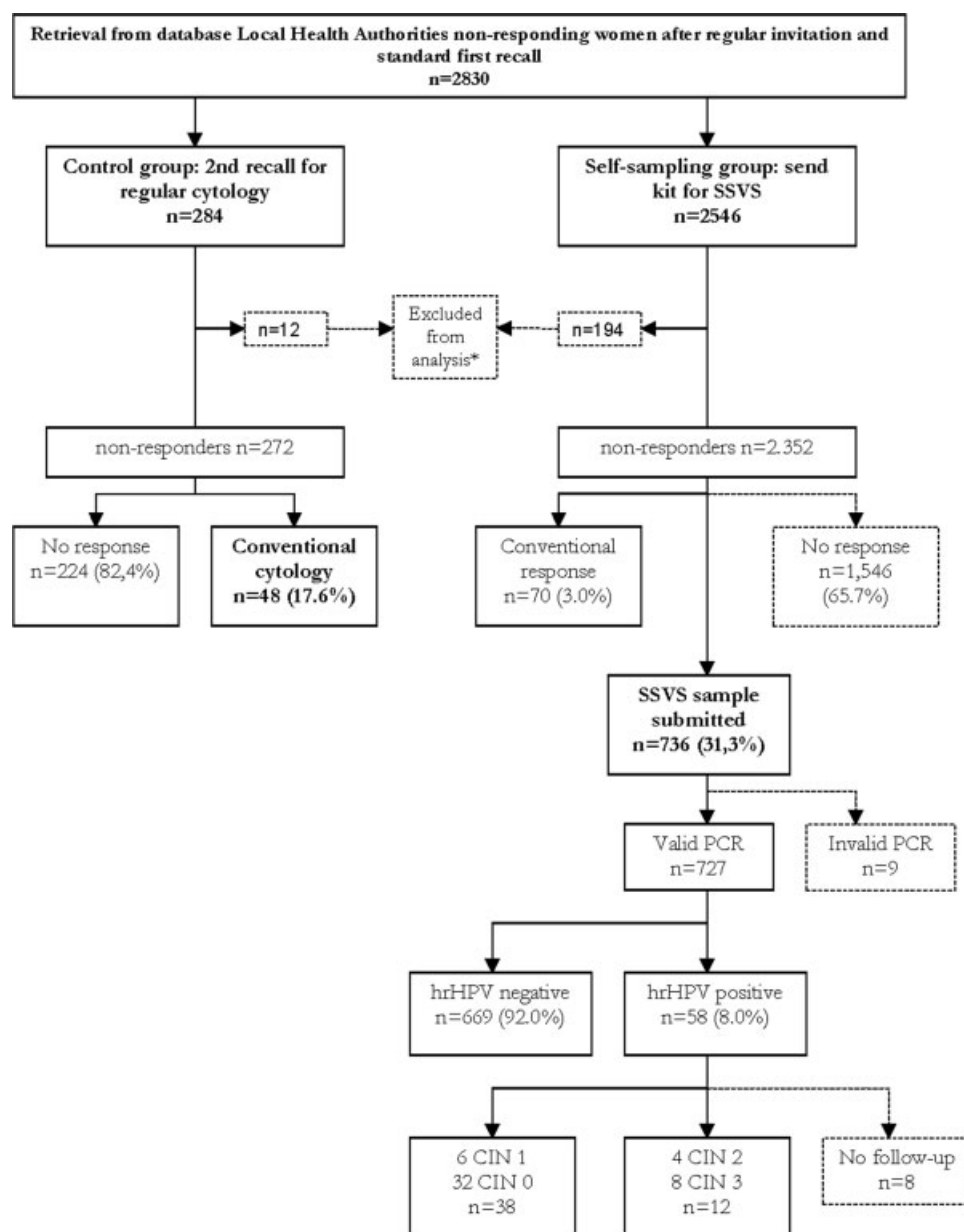 Retrieval from database Local Health Authorities non-responding women after regular invitation and
standard first recall
n=2830
Control group: 2nd recall for
regular cytology
n=284
Self-sampling group: send
kit for SSVS
n=2546
n=12
Excluded
from
analysis*
n=194
non-responders n=272
non-responders n=2.352
No response
n=224 (82,4%)
Conventional
cytology
n=48 (17.6%)
Conventional
response
n=70 (3.0%)
No response
n=1,546
(65.7%)
SSVS sample
submitted
n=736 (31,3%)
Valid PCR
n=727
Invalid PCR
n=9
hrHPV negative
n=669 (92.0%)
hrHPV positive
n=58 (8.0%)
6 CIN 1
32 CIN 0
n=38
4 CIN 2
8 CIN 3
n=12
No follow-up
n=8